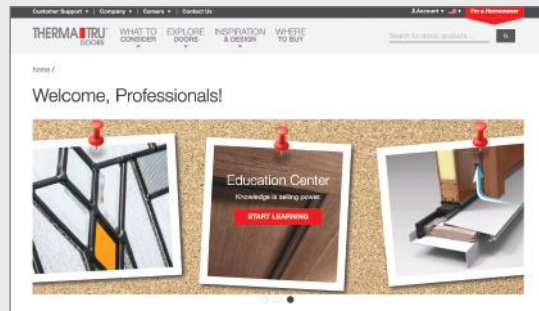 Customer Support
Company
Careers
Contact Us
Account
I'm a Homeowner
THERMA TRU
DOORS
WHAT TO
CONSIDER
EXPLORE
DOORS
INSPIRATION
& DESIGN
WHERE
TO BUY
Search for doors, products...
home /
Welcome, Professionals!
Education Center
Knowledge is selling power.
START LEARNING